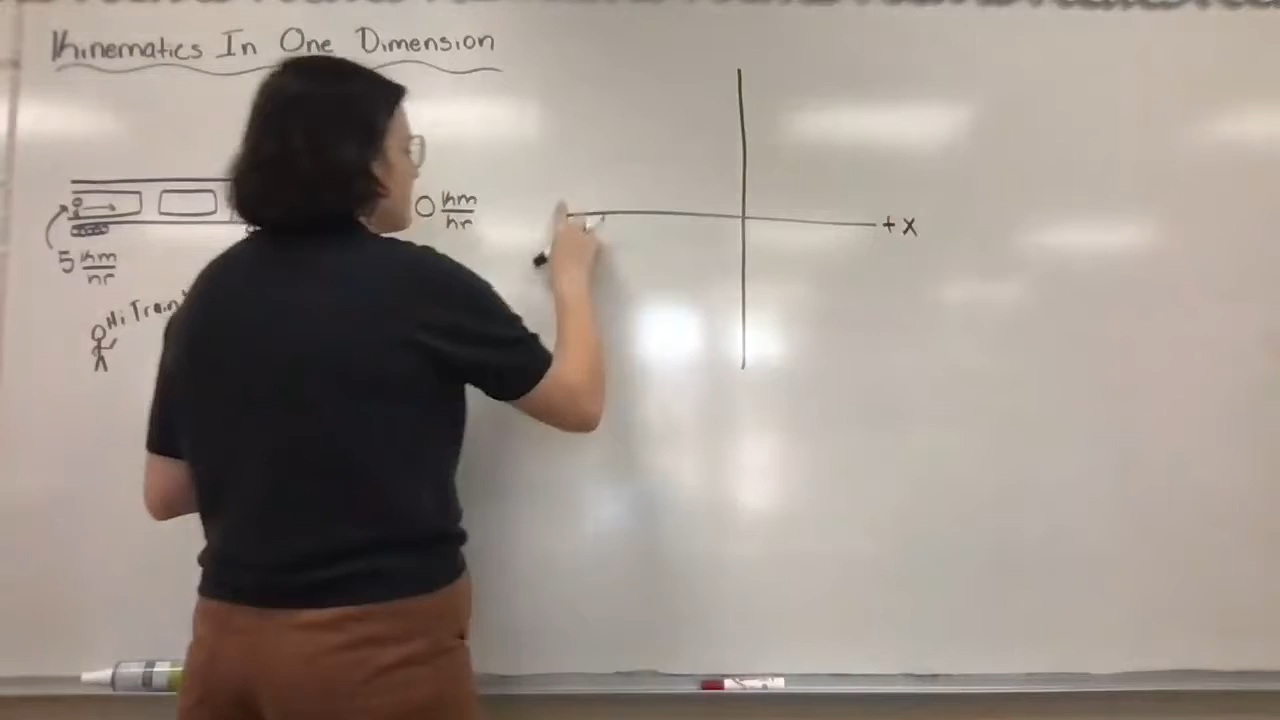 Kinematics In One Dimension
0 km/hr
5 km/hr
Hi Train
+ x